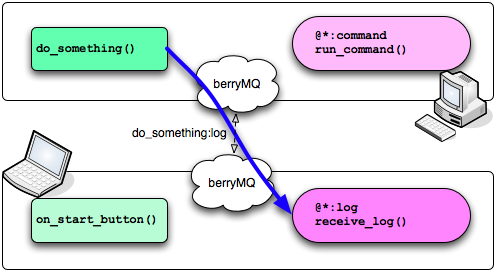 do_something()
@*:command
run_command()
berryMQ
do_something:log
berryMQ
on_start_button()
@*:log
receive_log()